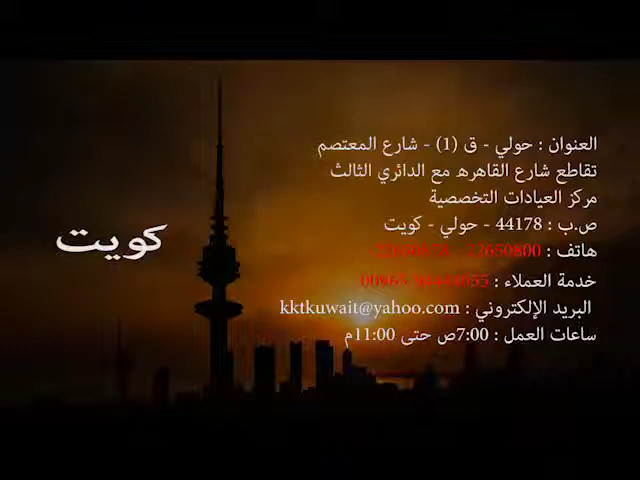 العنوان : حولي - ق (1) - شارع المعتصم
تقاطع شارع القاهره مع الدائري الثالث
مركز العيادات التخصصية
ص.ب : 44178 - حولي - كويت
هاتف : 22650800 -
خدمة العملاء :
البريد الإلكتروني : kktkuwait@yahoo.com
ساعات العمل : 7:00ص حتى 11:00م
كويت